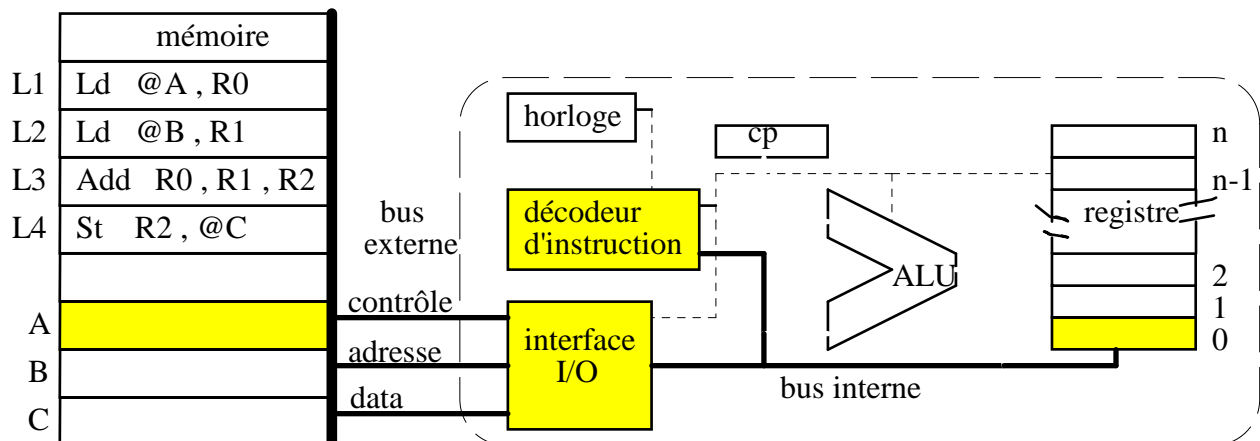 mémoire
L1 Ld @A , R0
L2 Ld @B , R1
L3 Add R0 , R1 , R2
L4 St R2 , @C
A
B
C
bus
externe
contrôle
adresse
data
horloge
décodeur
d'instruction
interface
I/O
cp
ALU
bus interne
registre
n
n-1
2
1
0